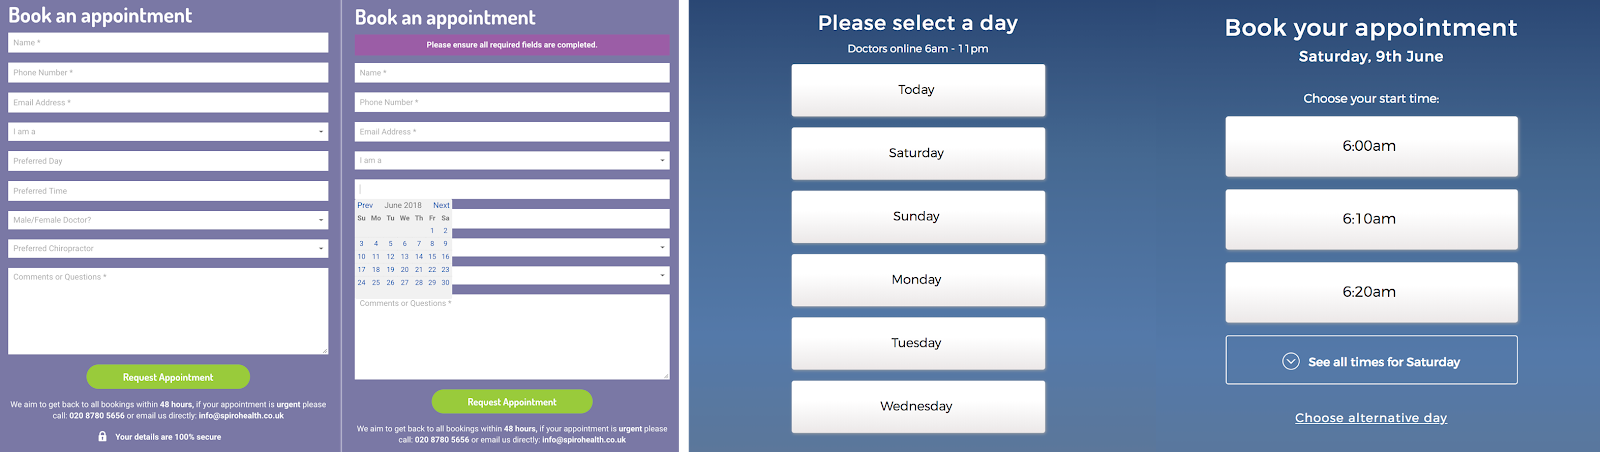 Book an appointment
Name *
Phone Number *
Email Address *
I am a
Preferred Day
Preferred Time
Male/Female Doctor?
Preferred Chiropractor
Comments or Questions *
Request Appointment
We aim to get back to all bookings within 48 hours, if your appointment is urgent please
call: 020 8780 5656 or email us directly: info@spirohealth.co.uk
Your details are 100% secure
Book an appointment
Please ensure all required fields are completed.
Name *
Phone Number *
Email Address *
I am a
Prev June 2018 Next
Su Mo Tu We Th Fr Sa
1 2
3 4 5 6 7 8 9
10 11 12 13 14 15 16
17 18 19 20 21 22 23
24 25 26 27 28 29 30
Comments or Questions *
Request Appointment
We aim to get back to all bookings within 48 hours, if your appointment is urgent please
call: 020 8780 5656 or email us directly: info@spirohealth.co.uk
Please select a day
Doctors online 6am - 11pm
Today
Saturday
Sunday
Monday
Tuesday
Wednesday
Book your appointment
Saturday, 9th June
Choose your start time:
6:00am
6:10am
6:20am
See all times for Saturday
Choose alternative day